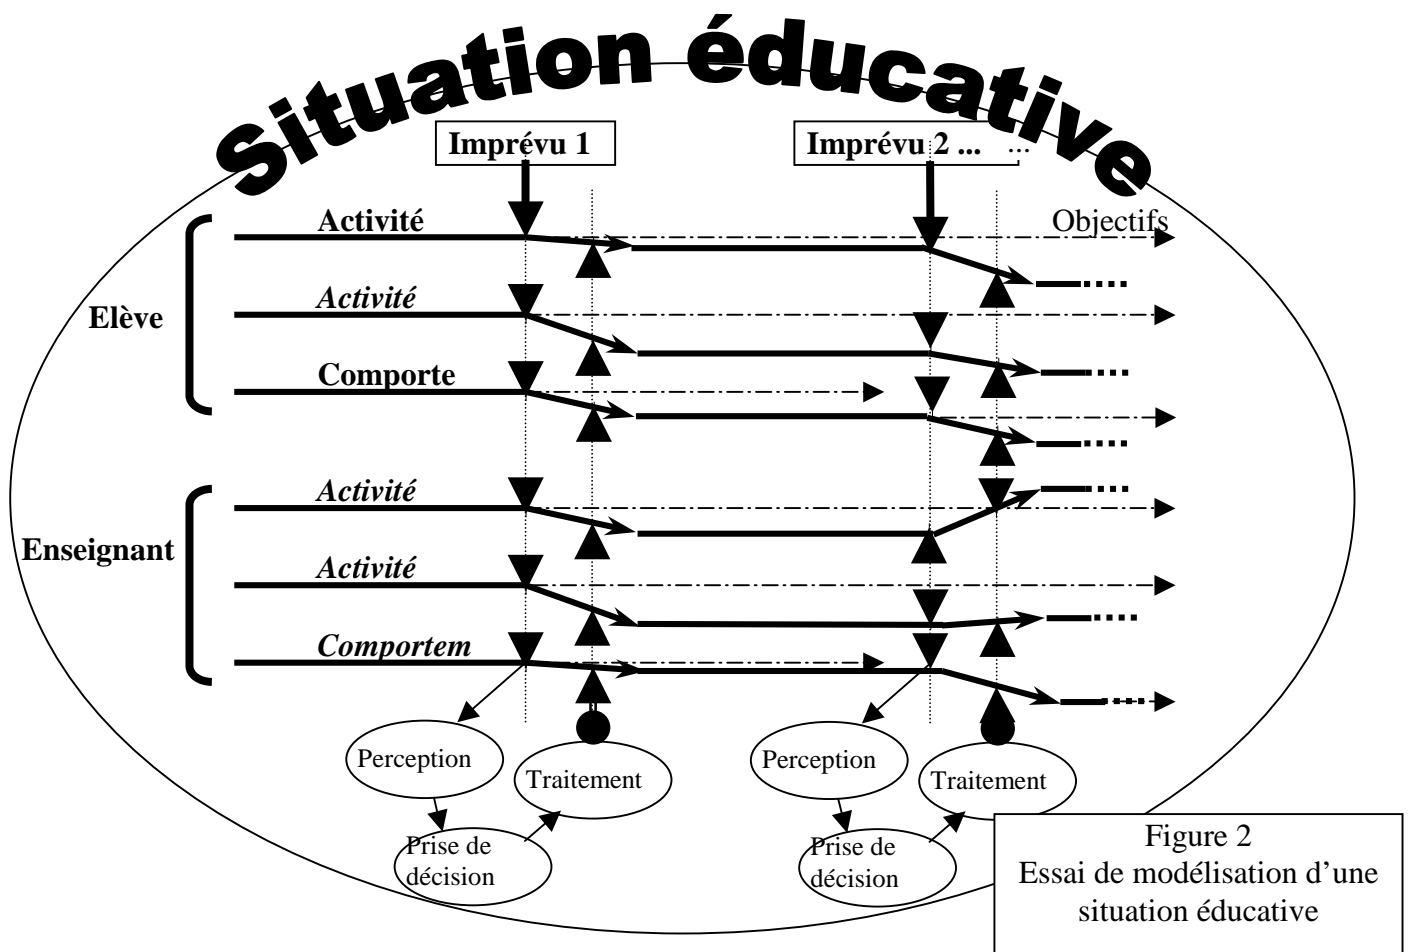 Situation éducative
Imprévu 1
Imprévu 2 ...
...
Activité
Objectifs
Activité
Elève
Comporte
Activité
Enseignant
Activité
Comportem
Perception
Traitement
Prise de
décision
Perception
Traitement
Prise de
décision
Figure 2
Essai de modélisation d’une
situation éducative